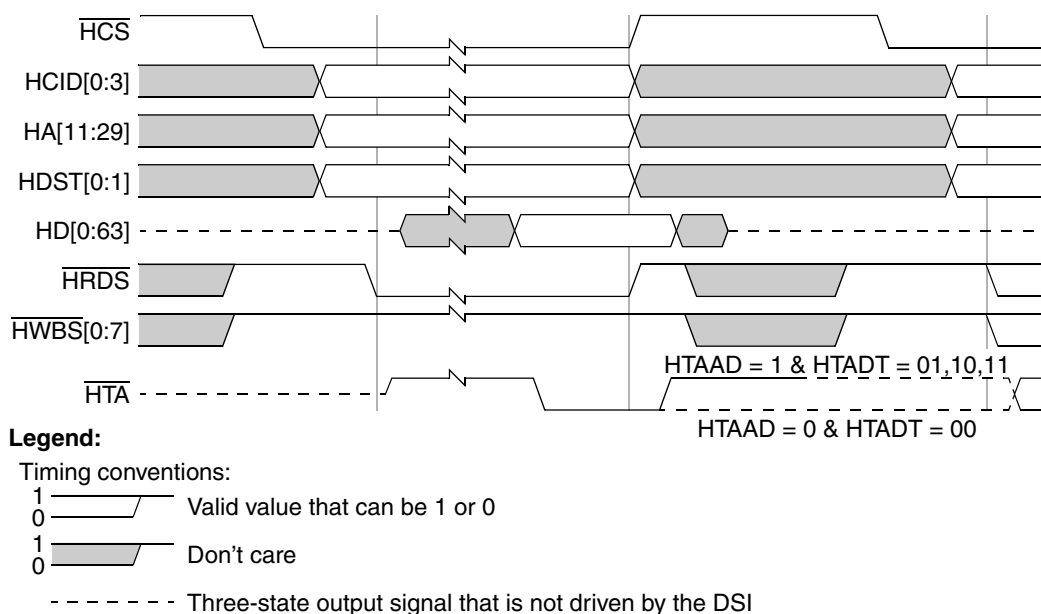 HCS
HCID[0:3]
HA[11:29]
HDST[0:1]
HD[0:63]
HRDS
HWBS[0:7]
HTAAD = 1 & HTADT = 01,10,11
HTA
HTAAD = 0 & HTADT = 00
Legend:
Timing conventions:
1
0
Valid value that can be 1 or 0
1
0
Don't care
Three-state output signal that is not driven by the DSI